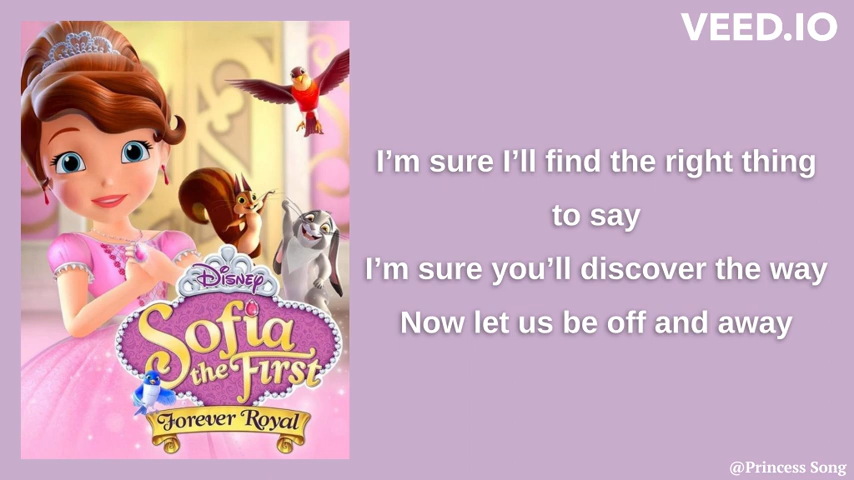 VEED.IO
I’m sure I’ll find the right thing
to say
I’m sure you’ll discover the way
Now let us be off and away
Disney
Sofia
the First
Forever Royal
@Princess Song